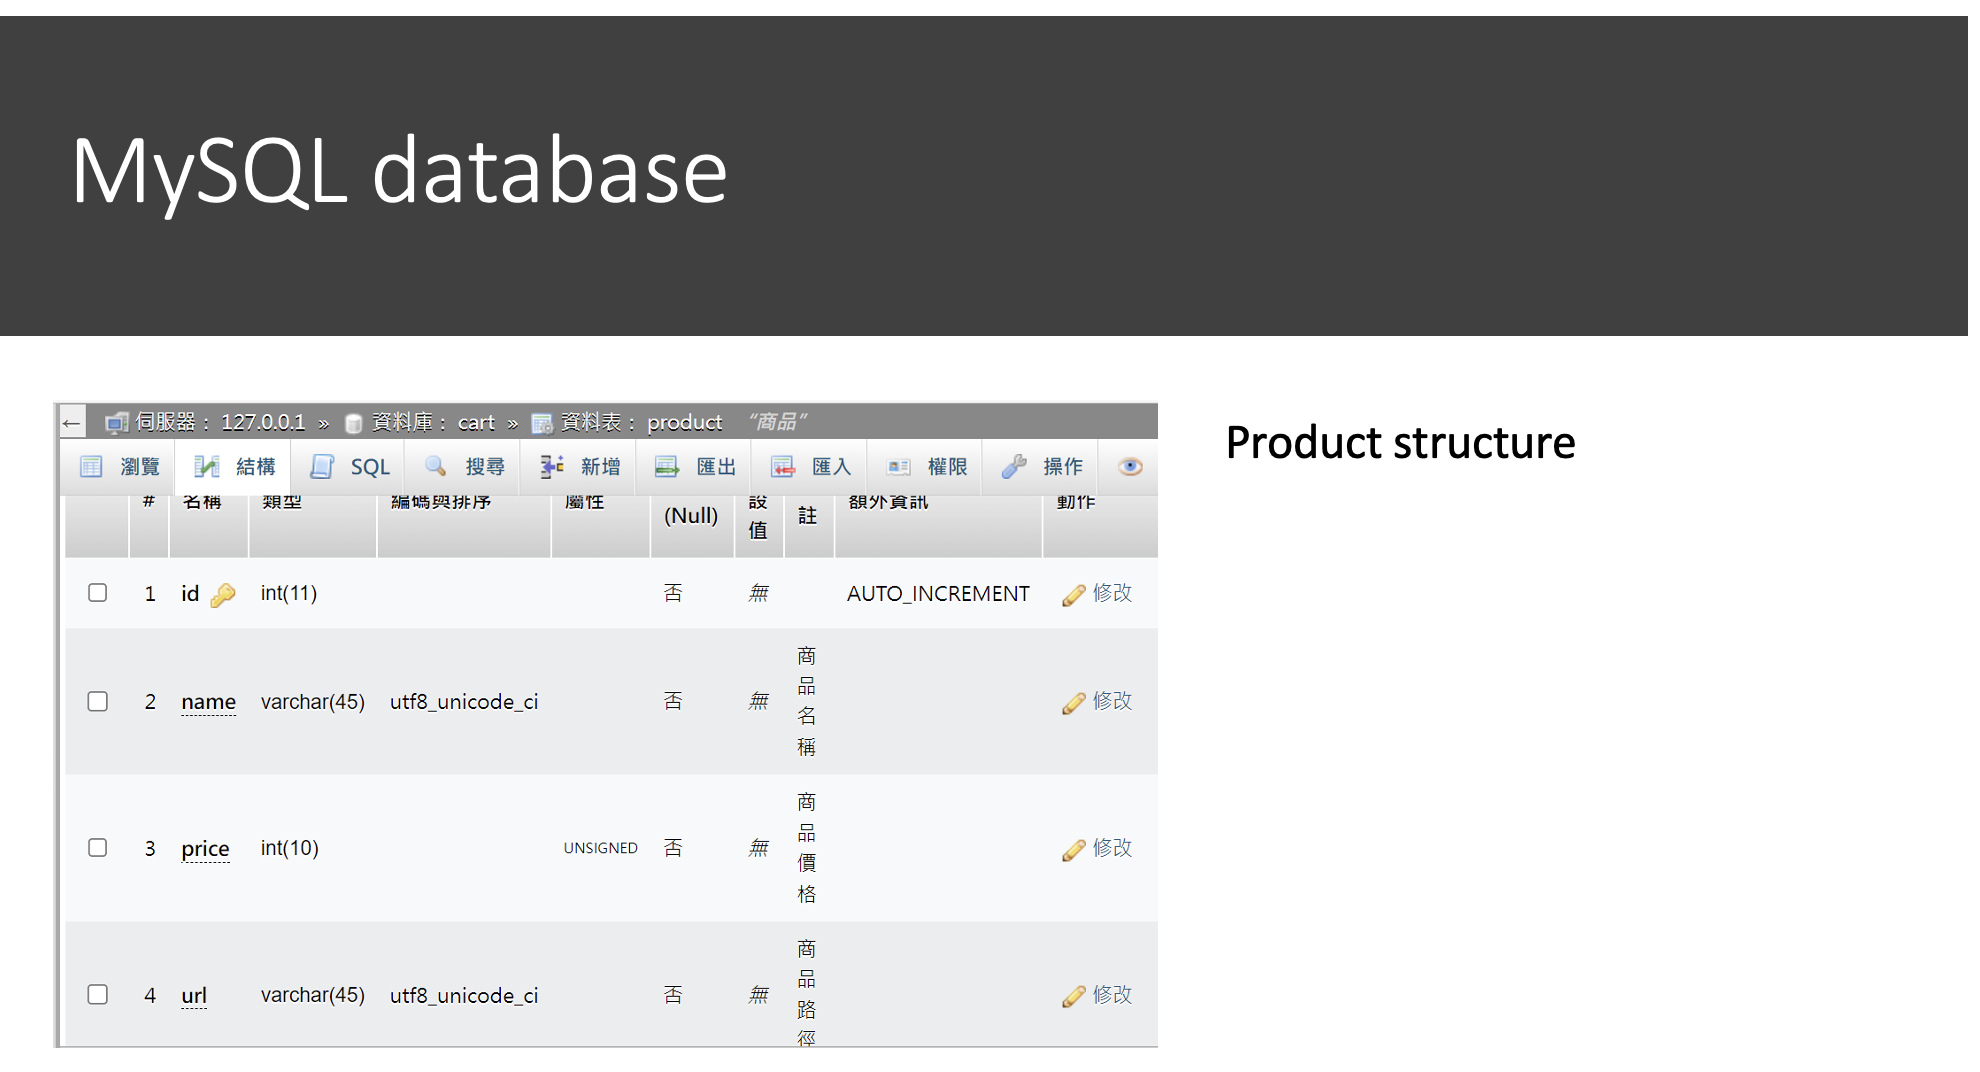 MySQL database
← 伺服器： 127.0.0.1 » 資料庫： cart » 資料表： product “商品”
瀏覽 結構 SQL 搜尋 新增 匯出 匯入 權限 操作
# 名稱 類型 編碼與排序 屬性 (Null) 設值 註 額外資訊 動作
1 id int(11) 否 無 AUTO_INCREMENT 修改
2 name varchar(45) utf8_unicode_ci 否 無 商品名稱 修改
3 price int(10) UNSIGNED 否 無 商品價格 修改
4 url varchar(45) utf8_unicode_ci 否 無 商品路徑 修改
Product structure